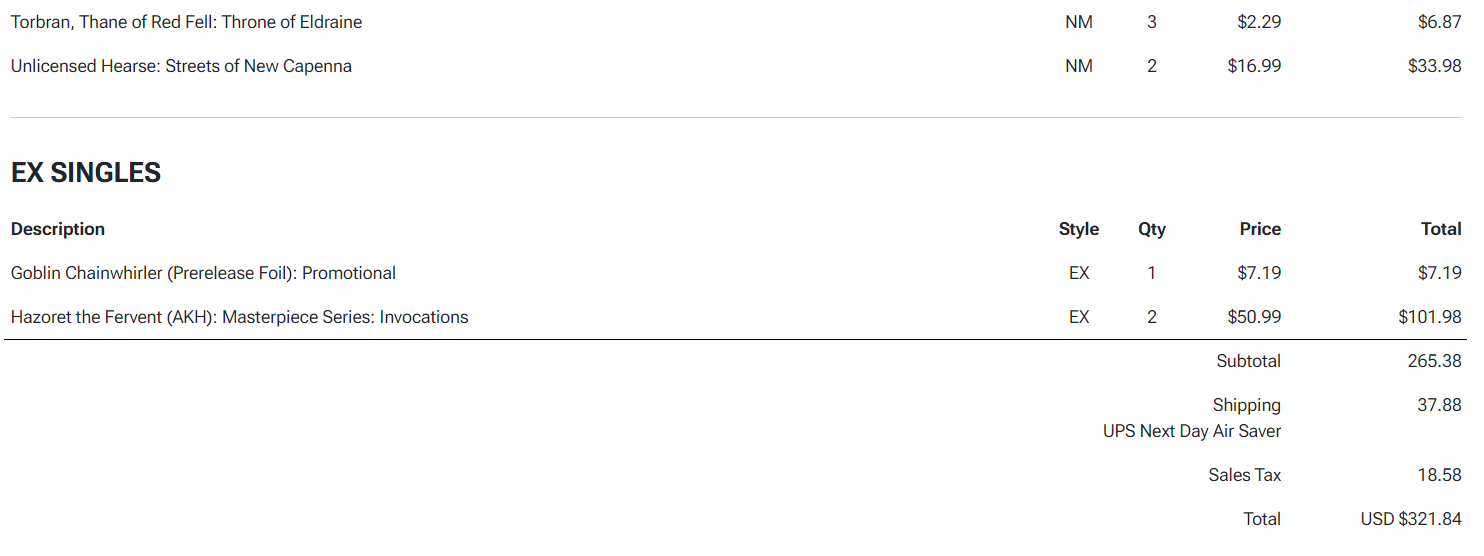 Torbran, Thane of Red Fell: Throne of Eldraine NM 3 $2.29 $6.87
Unlicensed Hearse: Streets of New Capenna NM 2 $16.99 $33.98
EX SINGLES
Description Style Qty Price Total
Goblin Chainwhirler (Prerelease Foil): Promotional EX 1 $7.19 $7.19
Hazoret the Fervent (AKH): Masterpiece Series: Invocations EX 2 $50.99 $101.98
Subtotal 265.38
Shipping 37.88
UPS Next Day Air Saver
Sales Tax 18.58
Total USD $321.84